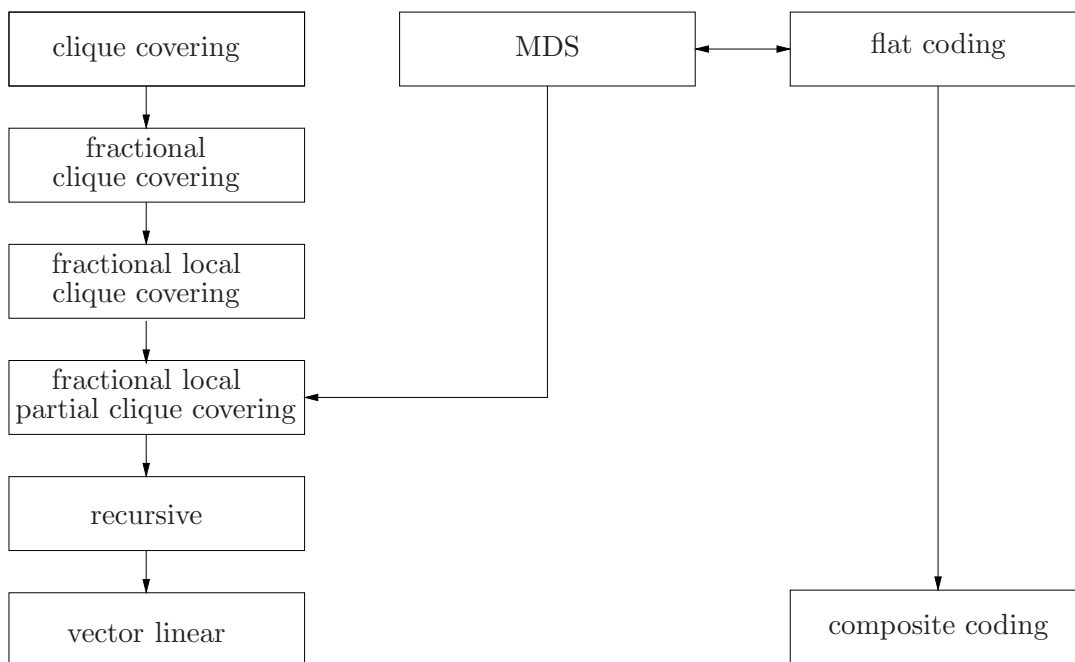 clique covering
MDS
flat coding
fractional
clique covering
fractional local
clique covering
fractional local
partial clique covering
recursive
vector linear
composite coding